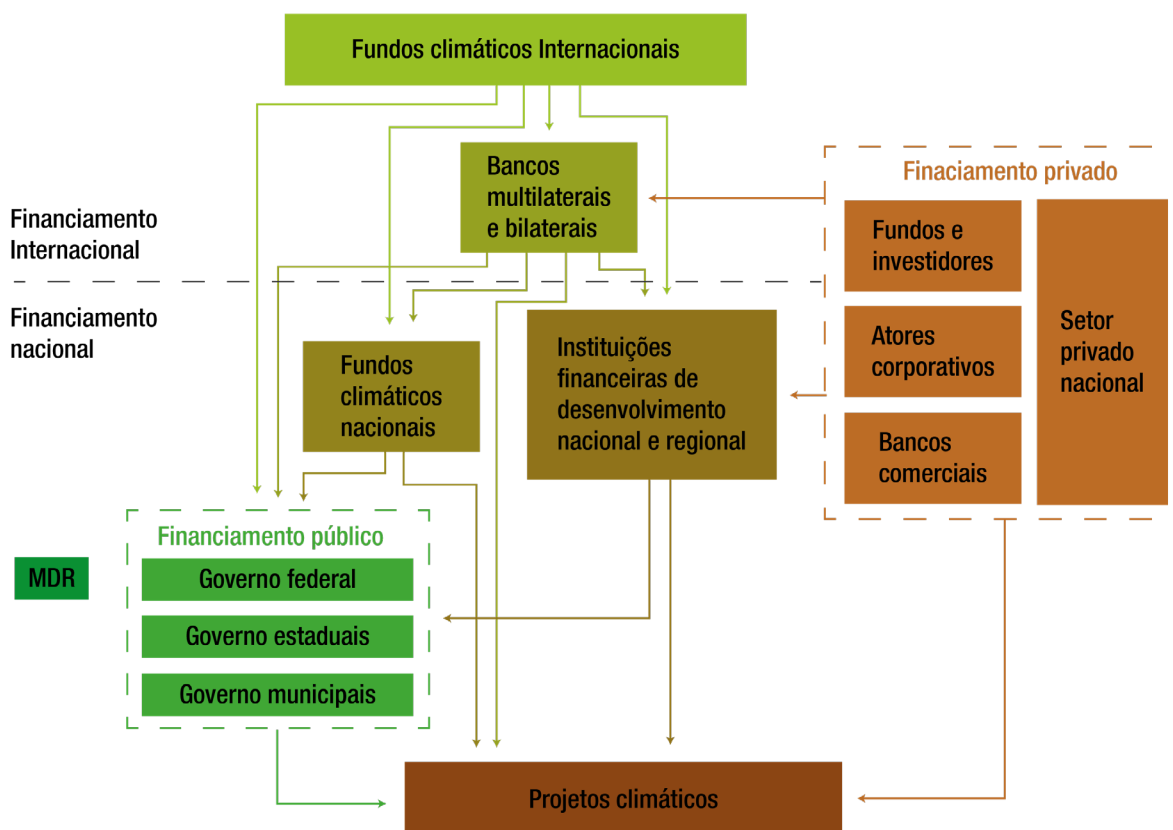 Fundos climáticos Internacionais
Bancos
multilaterais
e bilaterais
Finaciamento privado
Fundos e
investidores
Atores
corporativos
Bancos
comerciais
Setor
privado
nacional
Financiamento
Internacional
Financiamento
nacional
Fundos
climáticos
nacionais
Instituições
financeiras de
desenvolvimento
nacional e regional
Financiamento público
MDR
Governo federal
Governo estaduais
Governo municipais
Projetos climáticos